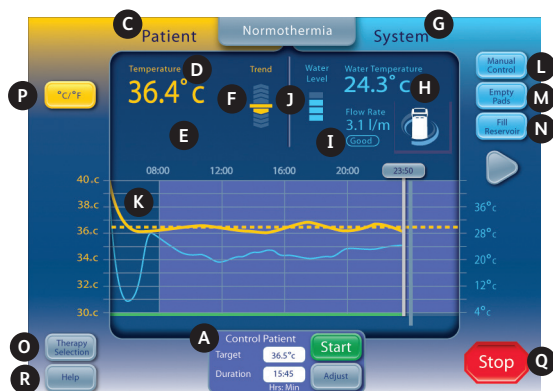 C
G
Patient
Normothermia
System
Temperature
D
Trend
Water
Level
Water Temperature
36.4°c
24.3°c
H
F
J
Flow Rate
3.1 l/m
Good
E
I
P
°C/°F
Manual
Control
L
Empty
Pads
M
Fill
Reservoir
N
08:00
12:00
16:00
20:00
23:50
40.c
38.c
36.c
34.c
32.c
30.c
K
36°c
28°c
20°c
12°c
4°c
A
Control Patient
Target
36.5°c
Start
Duration
15:45
Hrs: Min
Adjust
O
Therapy
Selection
R
Help
Stop
Q